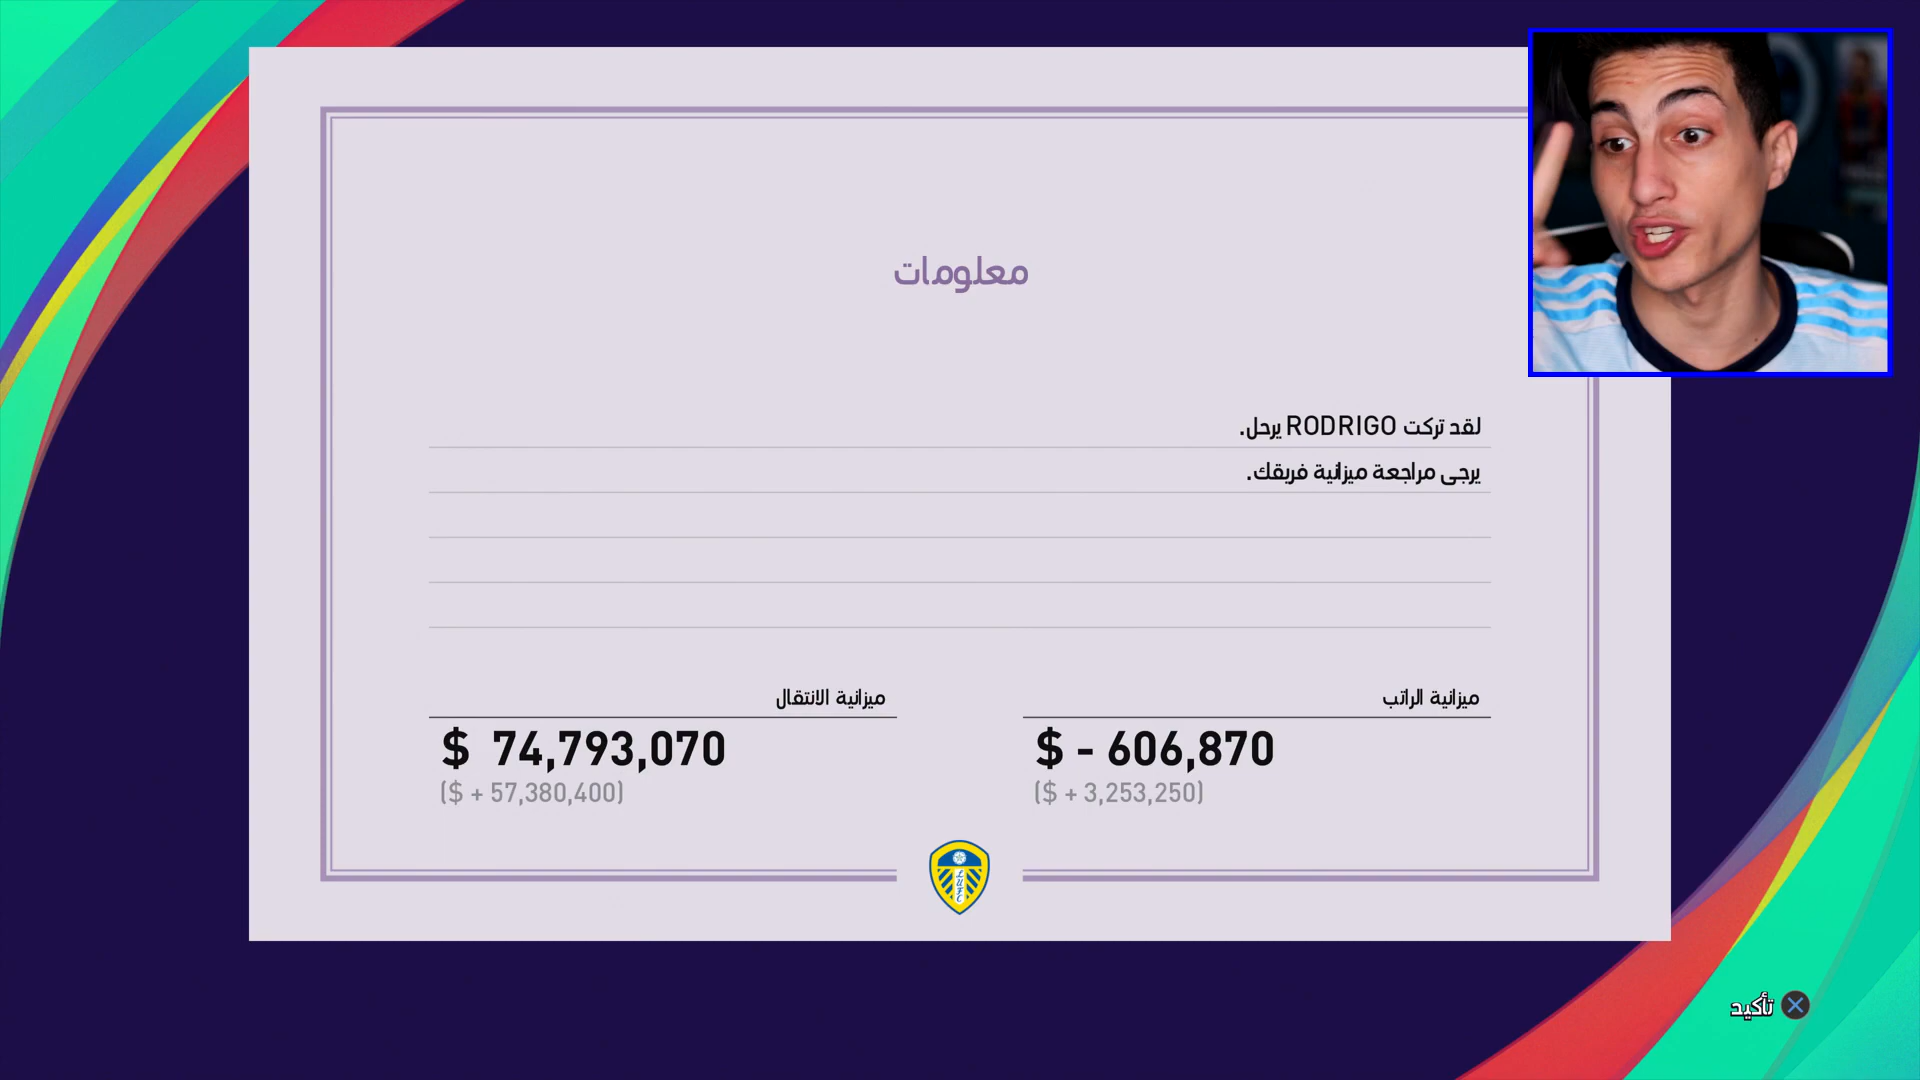 معلومات
لقد تركت RODRIGO يرحل.
يرجى مراجعة ميزانية فريقك.
ميزانية الراتب
$ - 606,870
($ + 3,253,250)
ميزانية الانتقال
$ 74,793,070
($ + 57,380,400)
LUFC
تأكيد